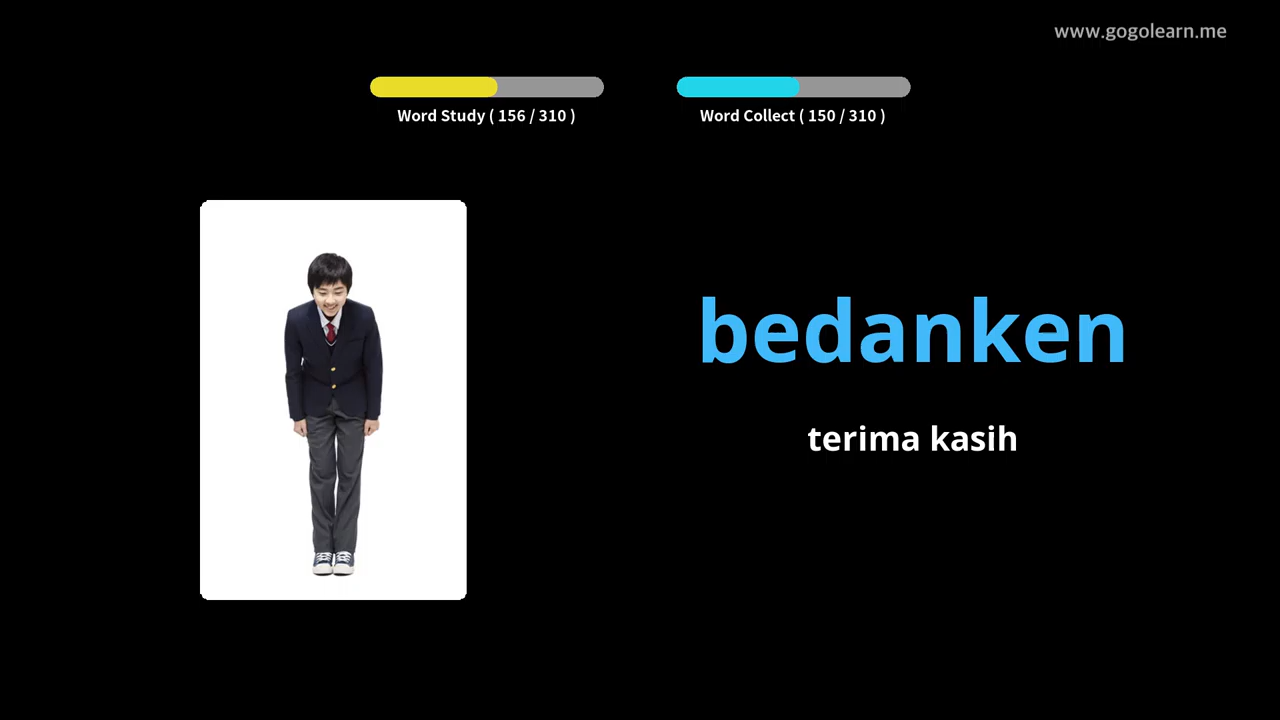 www.gogolearn.me
Word Study ( 156 / 310 )
Word Collect ( 150 / 310 )
bedanken
terima kasih